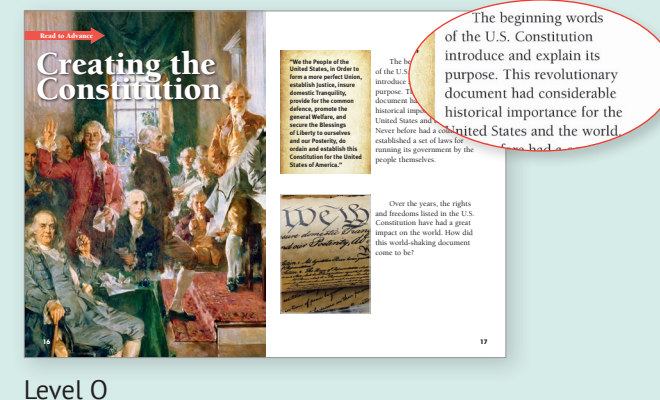 Read to Advance
Creating the
Constitution
"We the People of the
United States, in Order to
form a more perfect Union,
establish Justice, insure
domestic Tranquility,
provide for the common
defence, promote the
general Welfare, and
secure the Blessings
of Liberty to ourselves
and our Posterity, do
ordain and establish this
Constitution for the United
States of America."
The
of the U.S.
introduce
purpose.
document
historical
United States and
Never before had a
established a set of laws for
running its government by the
people themselves.
The beginning words
of the U.S. Constitution
introduce and explain its
purpose. This revolutionary
document had considerable
historical importance for the
United States and the world.
had a
We th
domestic
our Posterity,
Over the years, the rights
and freedoms listed in the U.S.
Constitution have had a great
impact on the world. How did
this world-shaking document
come to be?
16
17
Level O